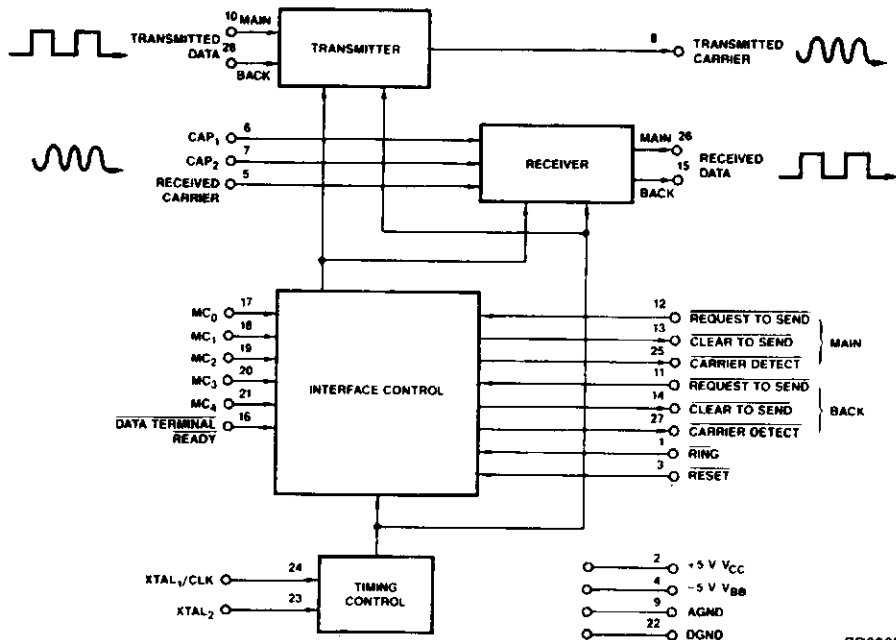 10 MAIN
TRANSMITTED DATA
28
BACK
TRANSMITTER
8
TRANSMITTED CARRIER
CAP1 6
CAP2 7
RECEIVED CARRIER 5
RECEIVER
MAIN 26
15
RECEIVED DATA
BACK
MC0 17
MC1 18
MC2 19
MC3 20
MC4 21
DATA TERMINAL READY 16
INTERFACE CONTROL
12 REQUEST TO SEND
13 CLEAR TO SEND
25 CARRIER DETECT
MAIN
11 REQUEST TO SEND
14 CLEAR TO SEND
27 CARRIER DETECT
BACK
1 RING
3 RESET
XTAL1/CLK 24
XTAL2 23
TIMING CONTROL
2 +5 V VCC
4 −5 V VBB
9 AGND
22 DGND